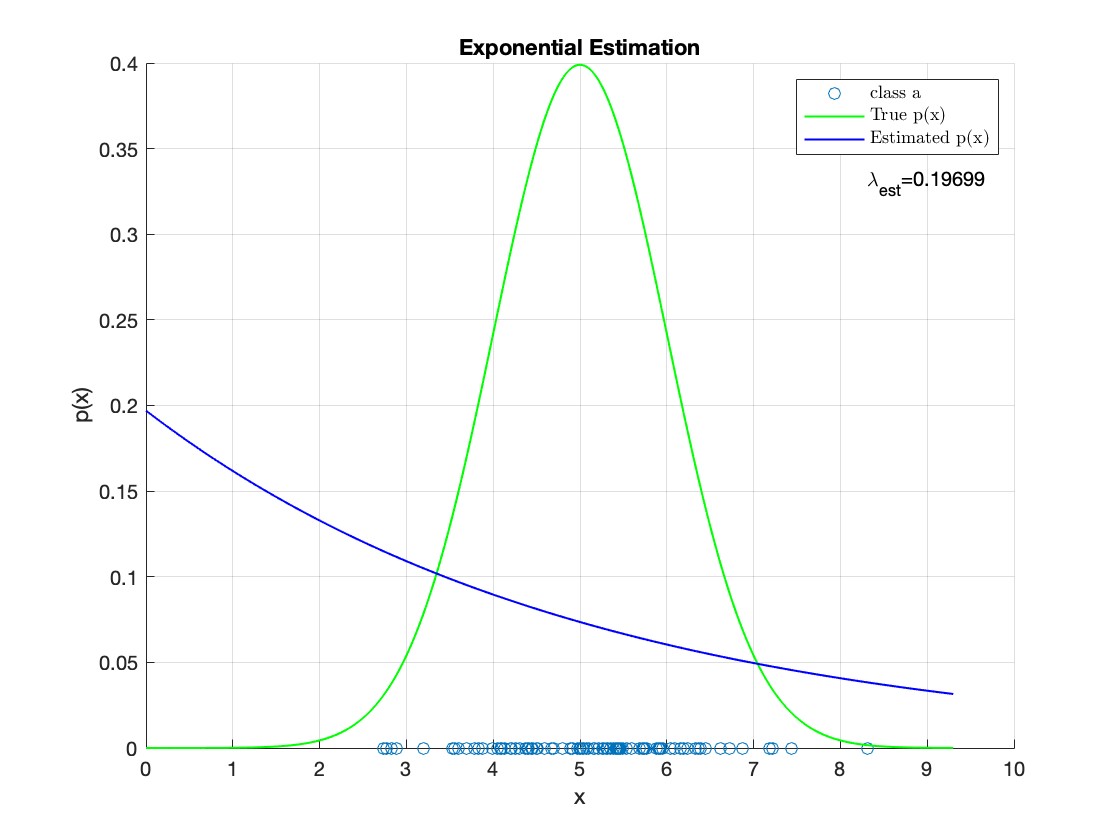 Exponential Estimation
class a
True p(x)
Estimated p(x)
λest=0.19699
0.4
0.35
0.3
0.25
0.2
0.15
0.1
0.05
0
p(x)
0 1 2 3 4 5 6 7 8 9 10
x